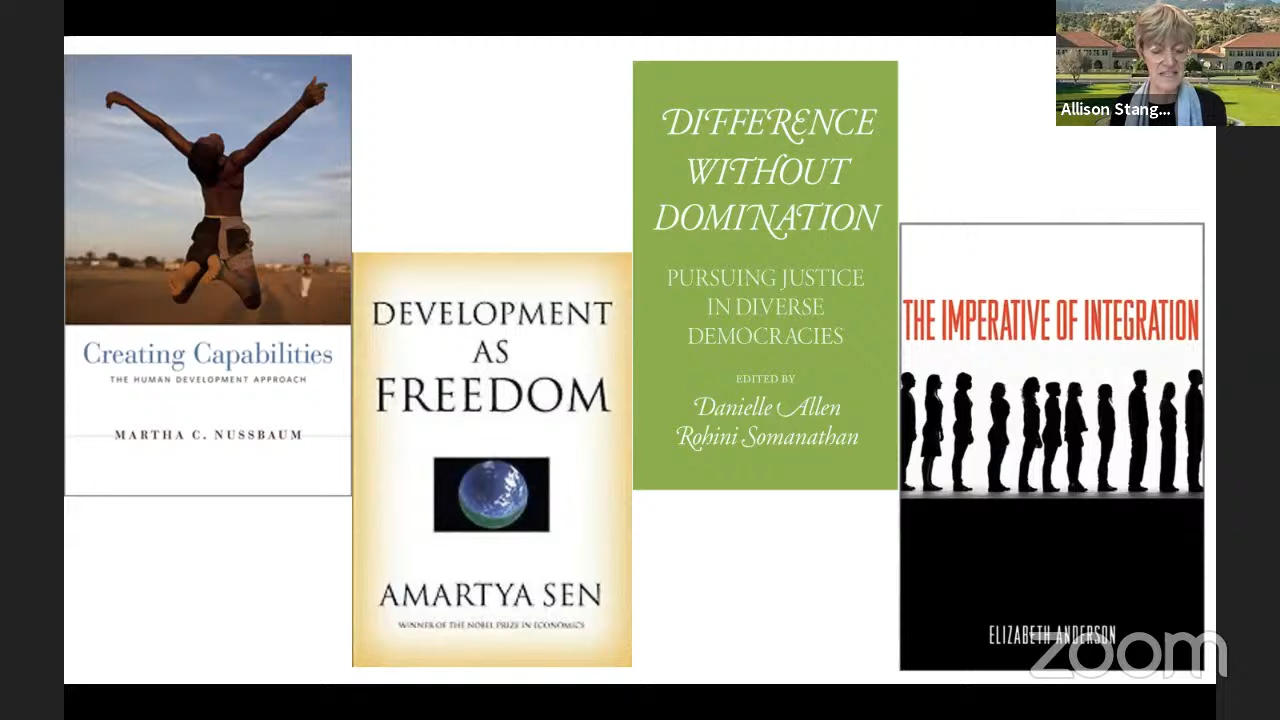 Allison Stang...
Creating Capabilities
THE HUMAN DEVELOPMENT APPROACH
MARTHA C. NUSSBAUM
DEVELOPMENT
AS
FREEDOM
AMARTYA SEN
WINNER OF THE NOBEL PRIZE IN ECONOMICS
DIFFERENCE
WITHOUT
DOMINATION
PURSUING JUSTICE
IN DIVERSE
DEMOCRACIES
EDITED BY
Danielle Allen
Rohini Somanathan
THE IMPERATIVE OF INTEGRATION
ELIZABETH ANDERSON
zoom